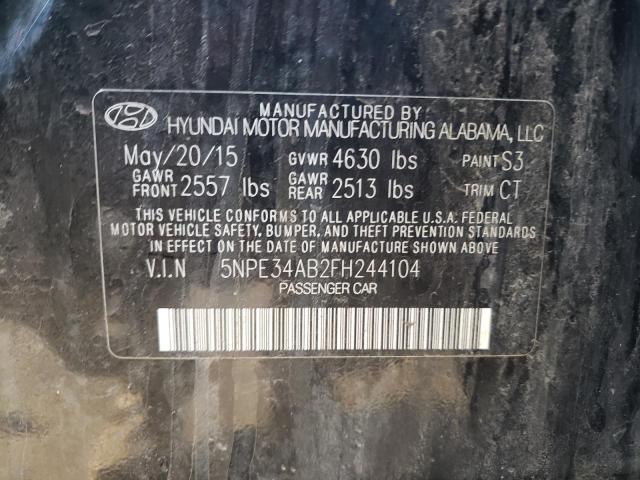 MANUFACTURED BY
HYUNDAI MOTOR MANUFACTURING ALABAMA, LLC
May/20/15 GVWR 4630 lbs PAINT S3
GAWR FRONT 2557 lbs GAWR REAR 2513 lbs TRIM CT
THIS VEHICLE CONFORMS TO ALL APPLICABLE U.S.A. FEDERAL
MOTOR VEHICLE SAFETY, BUMPER, AND THEFT PREVENTION STANDARDS
IN EFFECT ON THE DATE OF MANUFACTURE SHOWN ABOVE.
V.I.N 5NPE34AB2FH244104
PASSENGER CAR